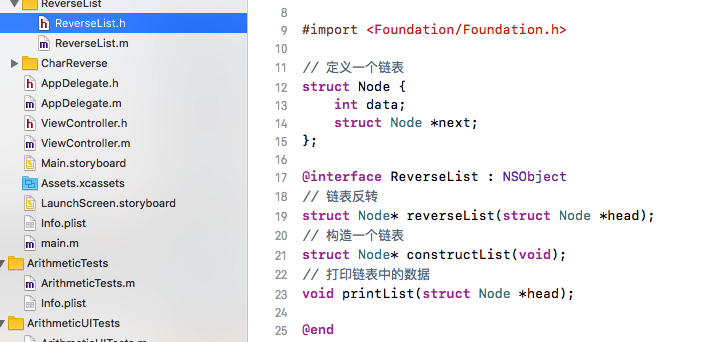 ReverseList
ReverseList.h
ReverseList.m
CharReverse
AppDelegate.h
AppDelegate.m
ViewController.h
ViewController.m
Main.storyboard
Assets.xcassets
LaunchScreen.storyboard
Info.plist
main.m
ArithmeticTests
ArithmeticTests.m
Info.plist
ArithmeticUITests
ArithmeticUITests.m
8
9 #import <Foundation/Foundation.h>
10
11 // 定义一个链表
12 struct Node {
13     int data;
14     struct Node *next;
15 };
16
17 @interface ReverseList : NSObject
18 // 链表反转
19 struct Node* reverseList(struct Node *head);
20 // 构造一个链表
21 struct Node* constructList(void);
22 // 打印链表中的数据
23 void printList(struct Node *head);
24
25 @end